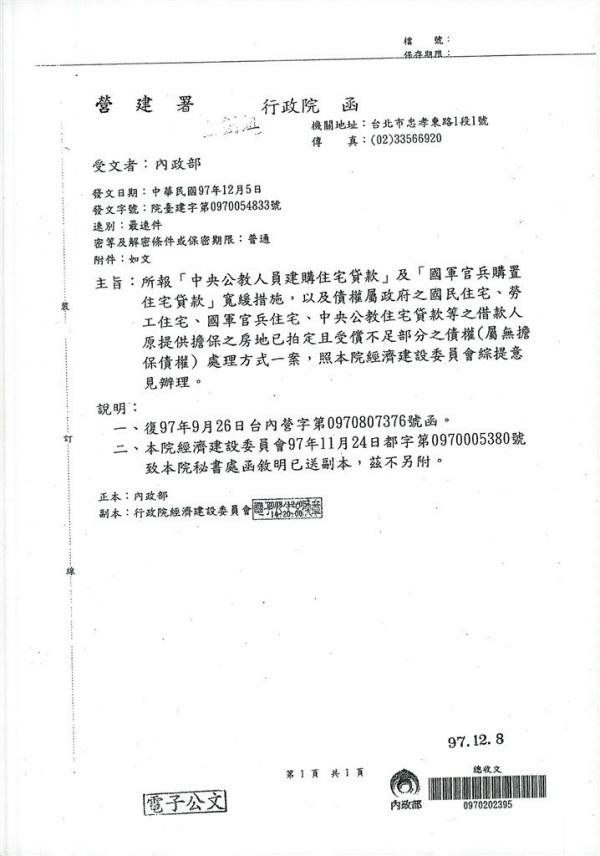 檔　　號：
保存期限：
營建署　行政院　函
機關地址：台北市忠孝東路1段1號
傳　　真：(02)33566920
受文者：內政部
發文日期：中華民國97年12月5日
發文字號：院臺建字第0970054833號
速別：最速件
密等及解密條件或保密期限：普通
附件：如文
主旨：所報「中央公教人員建購住宅貸款」及「國軍官兵購置
住宅貸款」寬緩措施，以及債權屬政府之國民住宅、勞
工住宅、國軍官兵住宅、中央公教住宅貸款等之借款人
原提供擔保之房地已拍定且受償不足部分之債權(屬無擔
保債權)處理方式一案，照本院經濟建設委員會綜提意
見辦理。
說明：
一、復97年9月26日台內營字第0970807376號函。
二、本院經濟建設委員會97年11月24日都字第0970005380號
致本院秘書處函敘明已送副本，茲不另附。
正本：內政部
副本：行政院經濟建設委員會
裝
訂
線
97.12.8
第1頁　共1頁
總收文
內政部
0970202395
電子公文